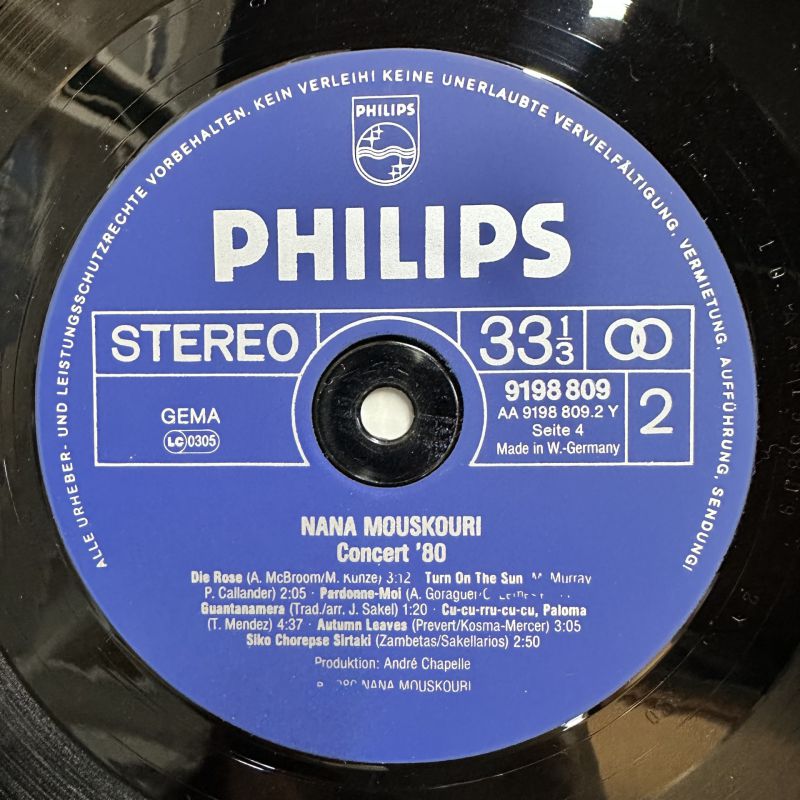 ALLE URHEBER- UND LEISTUNGSSCHUTZRECHTE VORBEHALTEN. KEIN VERLEIH! KEINE UNERLAUBTE VERVIELFÄLTIGUNG, VERMIETUNG, AUFFÜHRUNG, SENDUNG!
PHILIPS
PHILIPS
STEREO
33 1/3
GEMA
LC 0305
9198 809
AA 9198 809.2 Y
Seite 4
Made in W.-Germany
2
NANA MOUSKOURI
Concert '80
Die Rose (A. McBroom/M. Kunze) 3:12 Turn On The Sun M. Murray
P. Callander) 2:05 · Pardonne-Moi (A. Goraguer
Guantanamera (Trad./arr. J. Sakel) 1:20 · Cu-cu-rru-cu-cu, Paloma
(T. Mendez) 4:37 · Autumn Leaves (Prevert/Kosma-Mercer) 3:05
Siko Chorepse Sirtaki (Zambetas/Sakellarios) 2:50
Produktion: André Chapelle
NANA MOUSKOURI